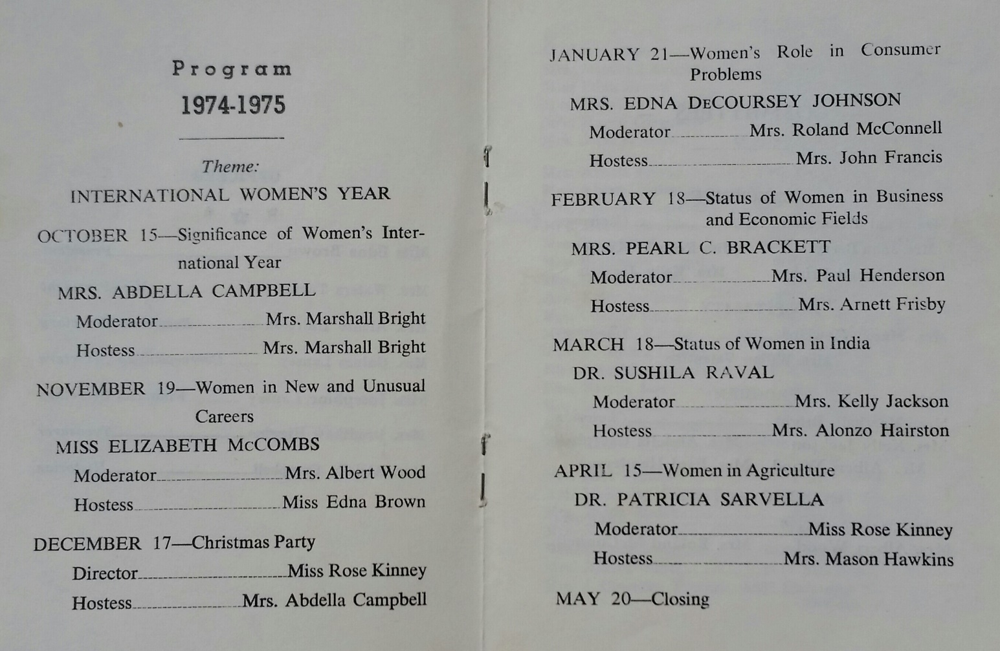 Program
1974-1975
Theme:
INTERNATIONAL WOMEN'S YEAR
OCTOBER 15—Significance of Women's Inter-
national Year
MRS. ABDELLA CAMPBELL
Moderator Mrs. Marshall Bright
Hostess Mrs. Marshall Bright
NOVEMBER 19—Women in New and Unusual
Careers
MISS ELIZABETH McCOMBS
Moderator Mrs. Albert Wood
Hostess Miss Edna Brown
DECEMBER 17—Christmas Party
Director Miss Rose Kinney
Hostess Mrs. Abdella Campbell
JANUARY 21—Women's Role in Consumer
Problems
MRS. EDNA DeCOURSEY JOHNSON
Moderator Mrs. Roland McConnell
Hostess Mrs. John Francis
FEBRUARY 18—Status of Women in Business
and Economic Fields
MRS. PEARL C. BRACKETT
Moderator Mrs. Paul Henderson
Hostess Mrs. Arnett Frisby
MARCH 18—Status of Women in India
DR. SUSHILA RAVAL
Moderator Mrs. Kelly Jackson
Hostess Mrs. Alonzo Hairston
APRIL 15—Women in Agriculture
DR. PATRICIA SARVELLA
Moderator Miss Rose Kinney
Hostess Mrs. Mason Hawkins
MAY 20—Closing